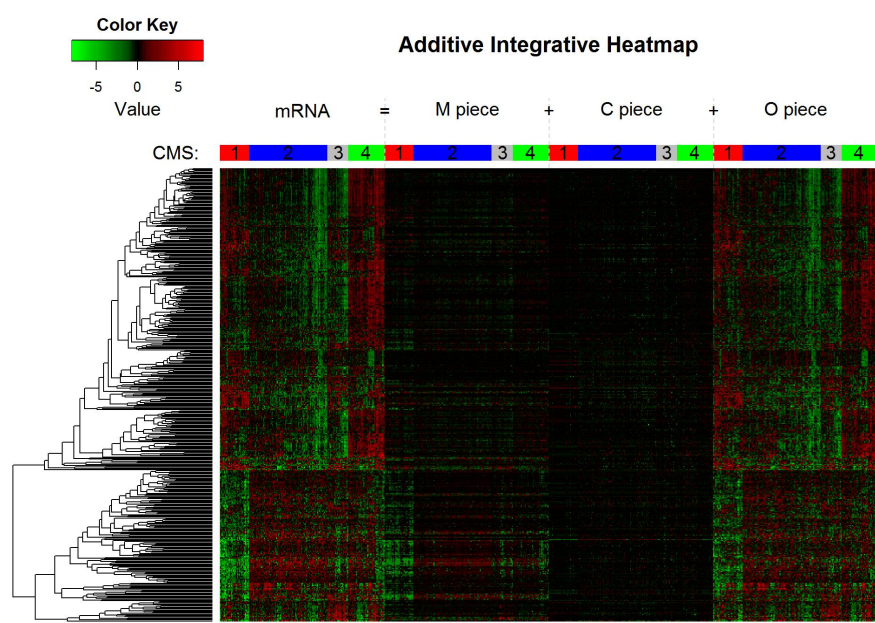 Color Key
Additive Integrative Heatmap
-5 0 5
Value
mRNA = M piece + C piece + O piece
CMS: 1 2 3 4 1 2 3 4 1 2 3 4 1 2 3 4